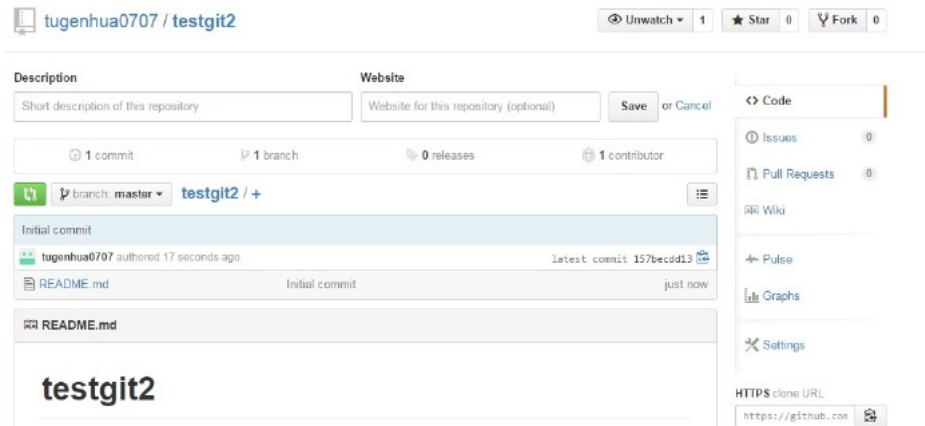 tugenhua0707 / testgit2
Unwatch 1
Star 0
Fork 0
Description
Website
Short description of this repository
Website for this repository (optional)
Save or Cancel
1 commit
1 branch
0 releases
1 contributor
branch: master
testgit2 / +
Initial commit
tugenhua0707 authored 17 seconds ago
latest commit 157becdd13
README.md
Initial commit
just now
README.md
testgit2
<> Code
Issues 0
Pull Requests 0
Wiki
Pulse
Graphs
Settings
HTTPS clone URL
https://github.com